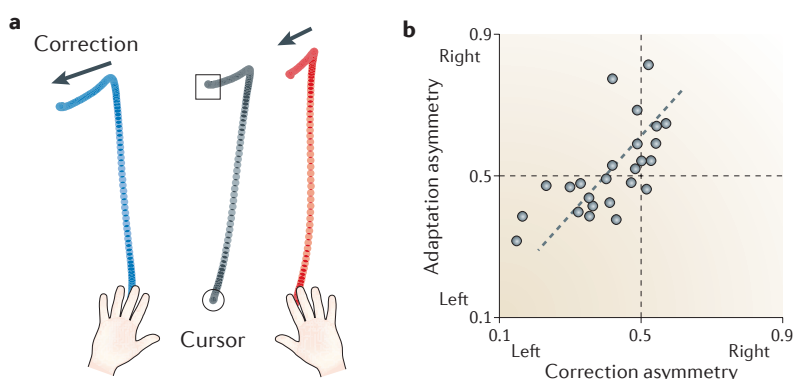 a
Correction
Cursor
b
0.9
Right
Adaptation asymmetry
0.5
Left
0.1
0.1
0.5
0.9
Left
Right
Correction asymmetry